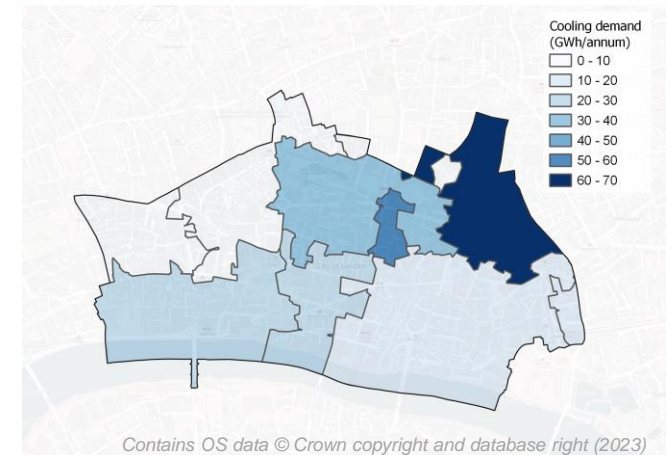 Cooling demand
(GWh/annum)
0 - 10
10 - 20
20 - 30
30 - 40
40 - 50
50 - 60
60 - 70
Contains OS data © Crown copyright and database right (2023)